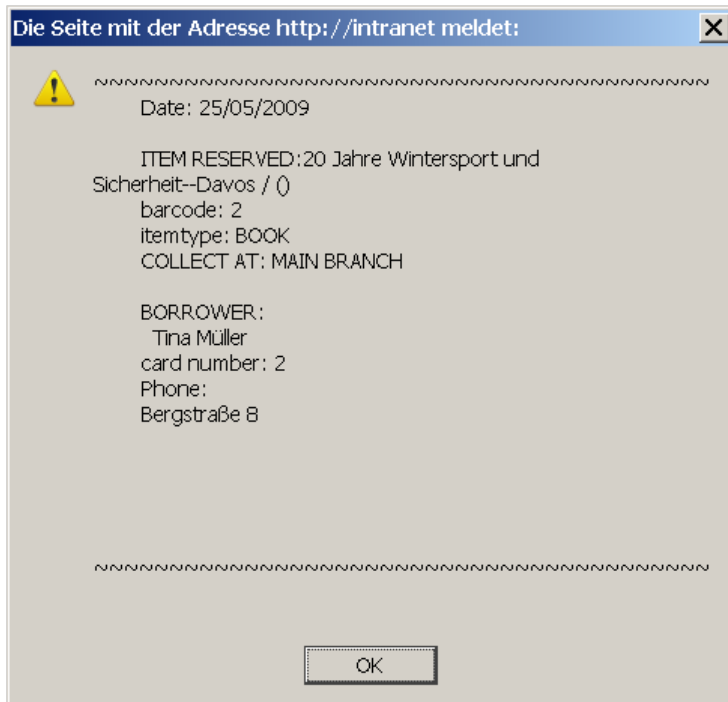 Die Seite mit der Adresse http://intranet meldet:
~~~~~~~~~~~~~~~~~~~~~~~~~~~~~~~~~~~~~~~~~
Date: 25/05/2009
ITEM RESERVED:20 Jahre Wintersport und
Sicherheit--Davos / ()
barcode: 2
itemtype: BOOK
COLLECT AT: MAIN BRANCH
BORROWER:
Tina Müller
card number: 2
Phone:
Bergstraße 8
~~~~~~~~~~~~~~~~~~~~~~~~~~~~~~~~~~~~~~~~~
OK